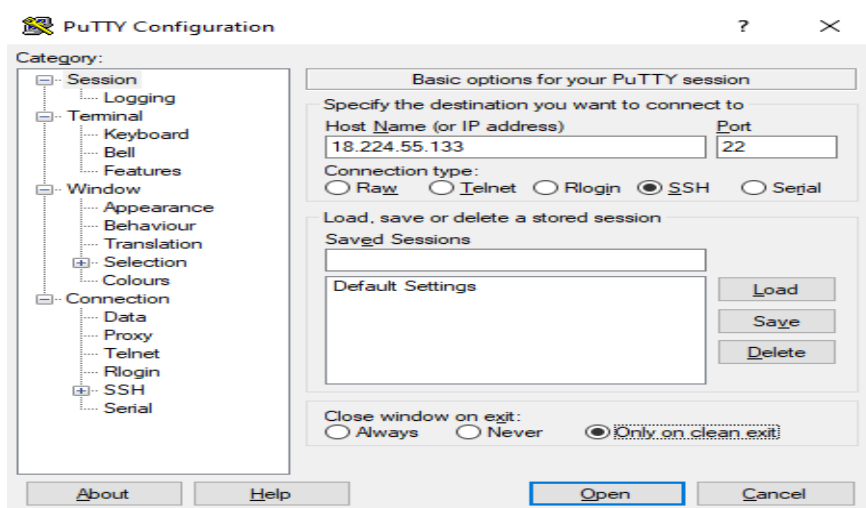 PuTTY Configuration
?
Category:
Session
Logging
Terminal
Keyboard
Bell
Features
Window
Appearance
Behaviour
Translation
Selection
Colours
Connection
Data
Proxy
Telnet
Rlogin
SSH
Serial
Basic options for your PuTTY session
Specify the destination you want to connect to
Host Name (or IP address) Port
18.224.55.133 22
Connection type:
Raw Telnet Rlogin SSH Serial
Load, save or delete a stored session
Saved Sessions
Default Settings
Load
Save
Delete
Close window on exit:
Always Never Only on clean exit
About Help Open Cancel